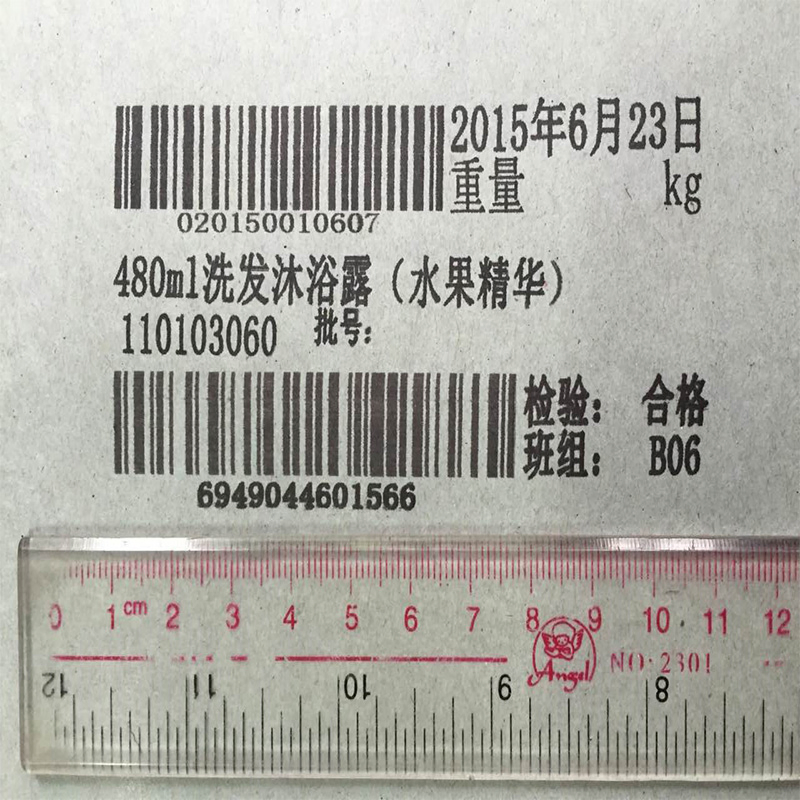 2015年6月23日
重量 kg
020150010607
480ml洗发沐浴露（水果精华）
110103060 批号：
检验： 合格
班组： B06
6949044601566
0 1 cm 2 3 4 5 6 7 8 9 10 11 12
Angel NO: 2301
12 11 10 9 8